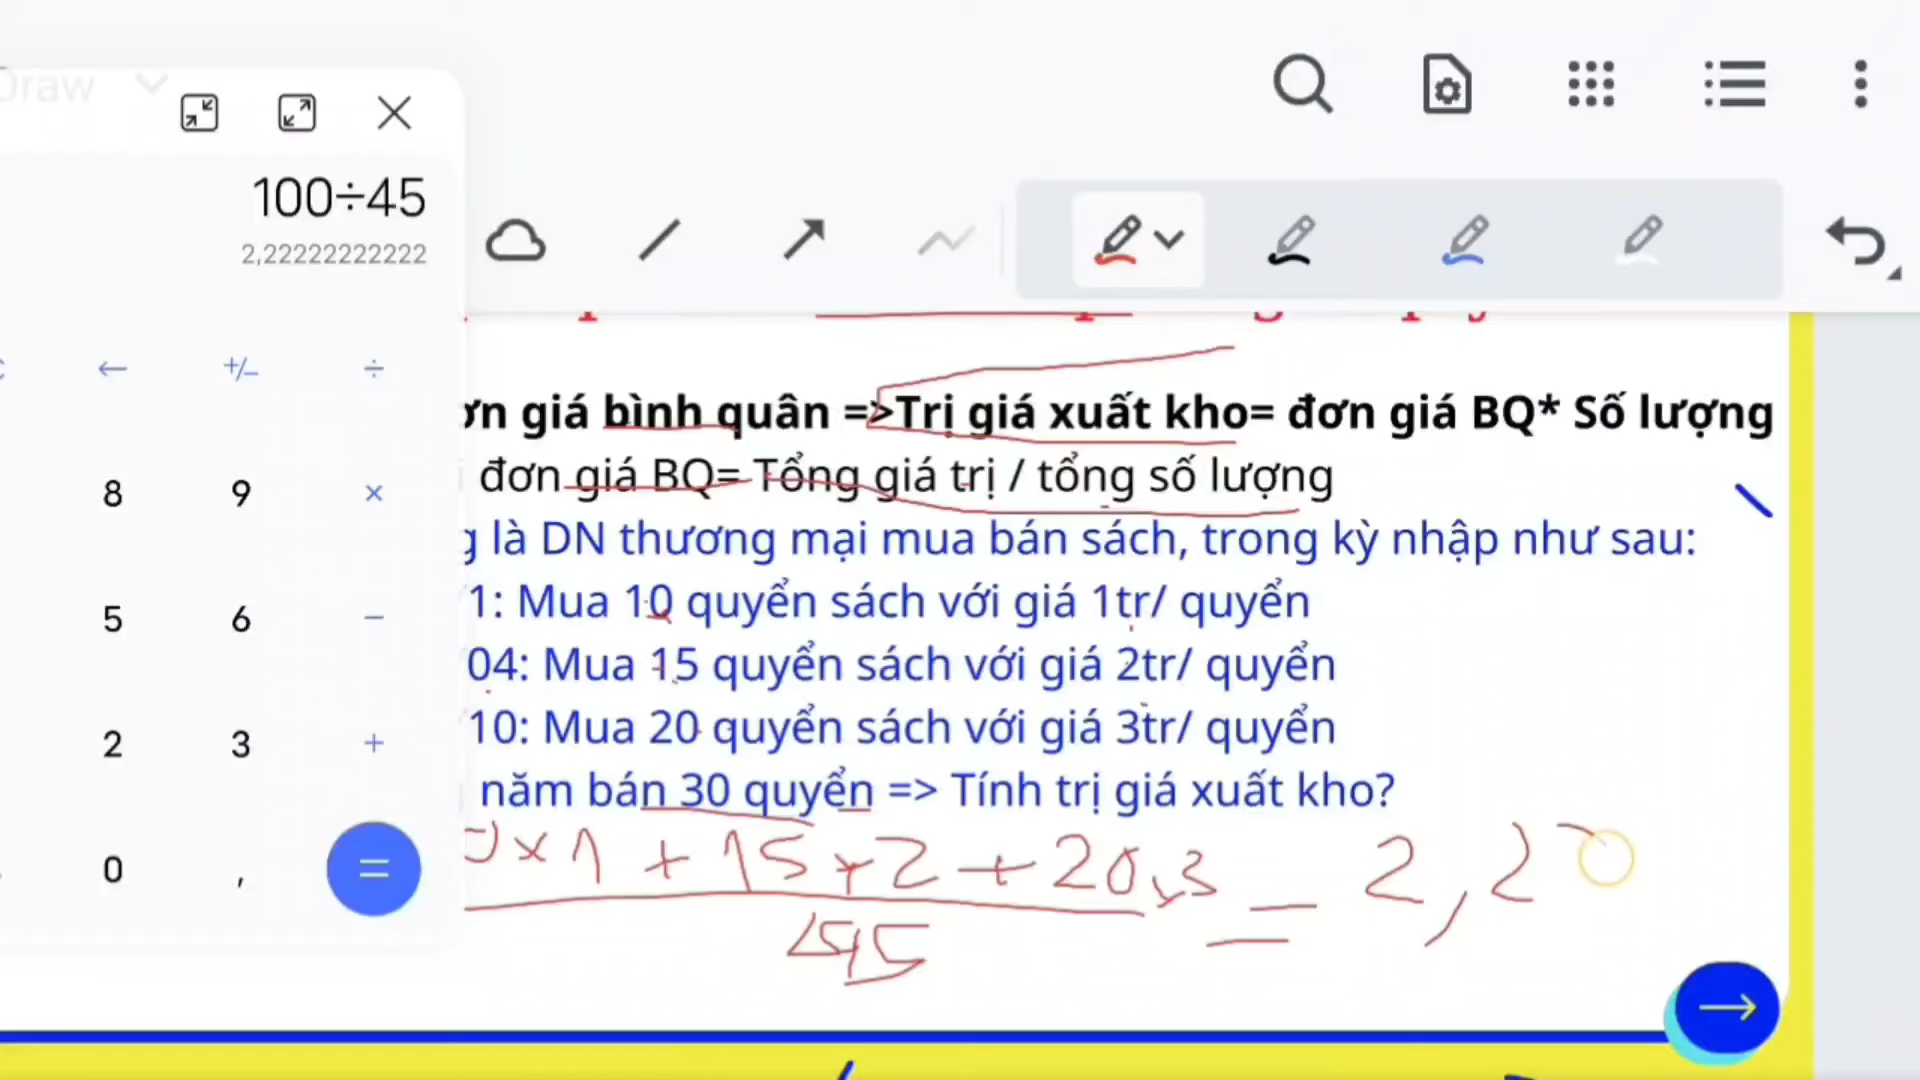 Draw
100÷45
2,22222222222
← +/- ÷
8 9 ×
5 6 −
2 3 +
0 , =
ơn giá bình quân =>Trị giá xuất kho= đơn giá BQ* Số lượng
đơn giá BQ= Tổng giá trị / tổng số lượng
g là DN thương mại mua bán sách, trong kỳ nhập như sau:
1: Mua 10 quyển sách với giá 1tr/ quyển
04: Mua 15 quyển sách với giá 2tr/ quyển
/10: Mua 20 quyển sách với giá 3tr/ quyển
năm bán 30 quyển => Tính trị giá xuất kho?
0x1 + 15x2 + 20x3 = 2,2
45